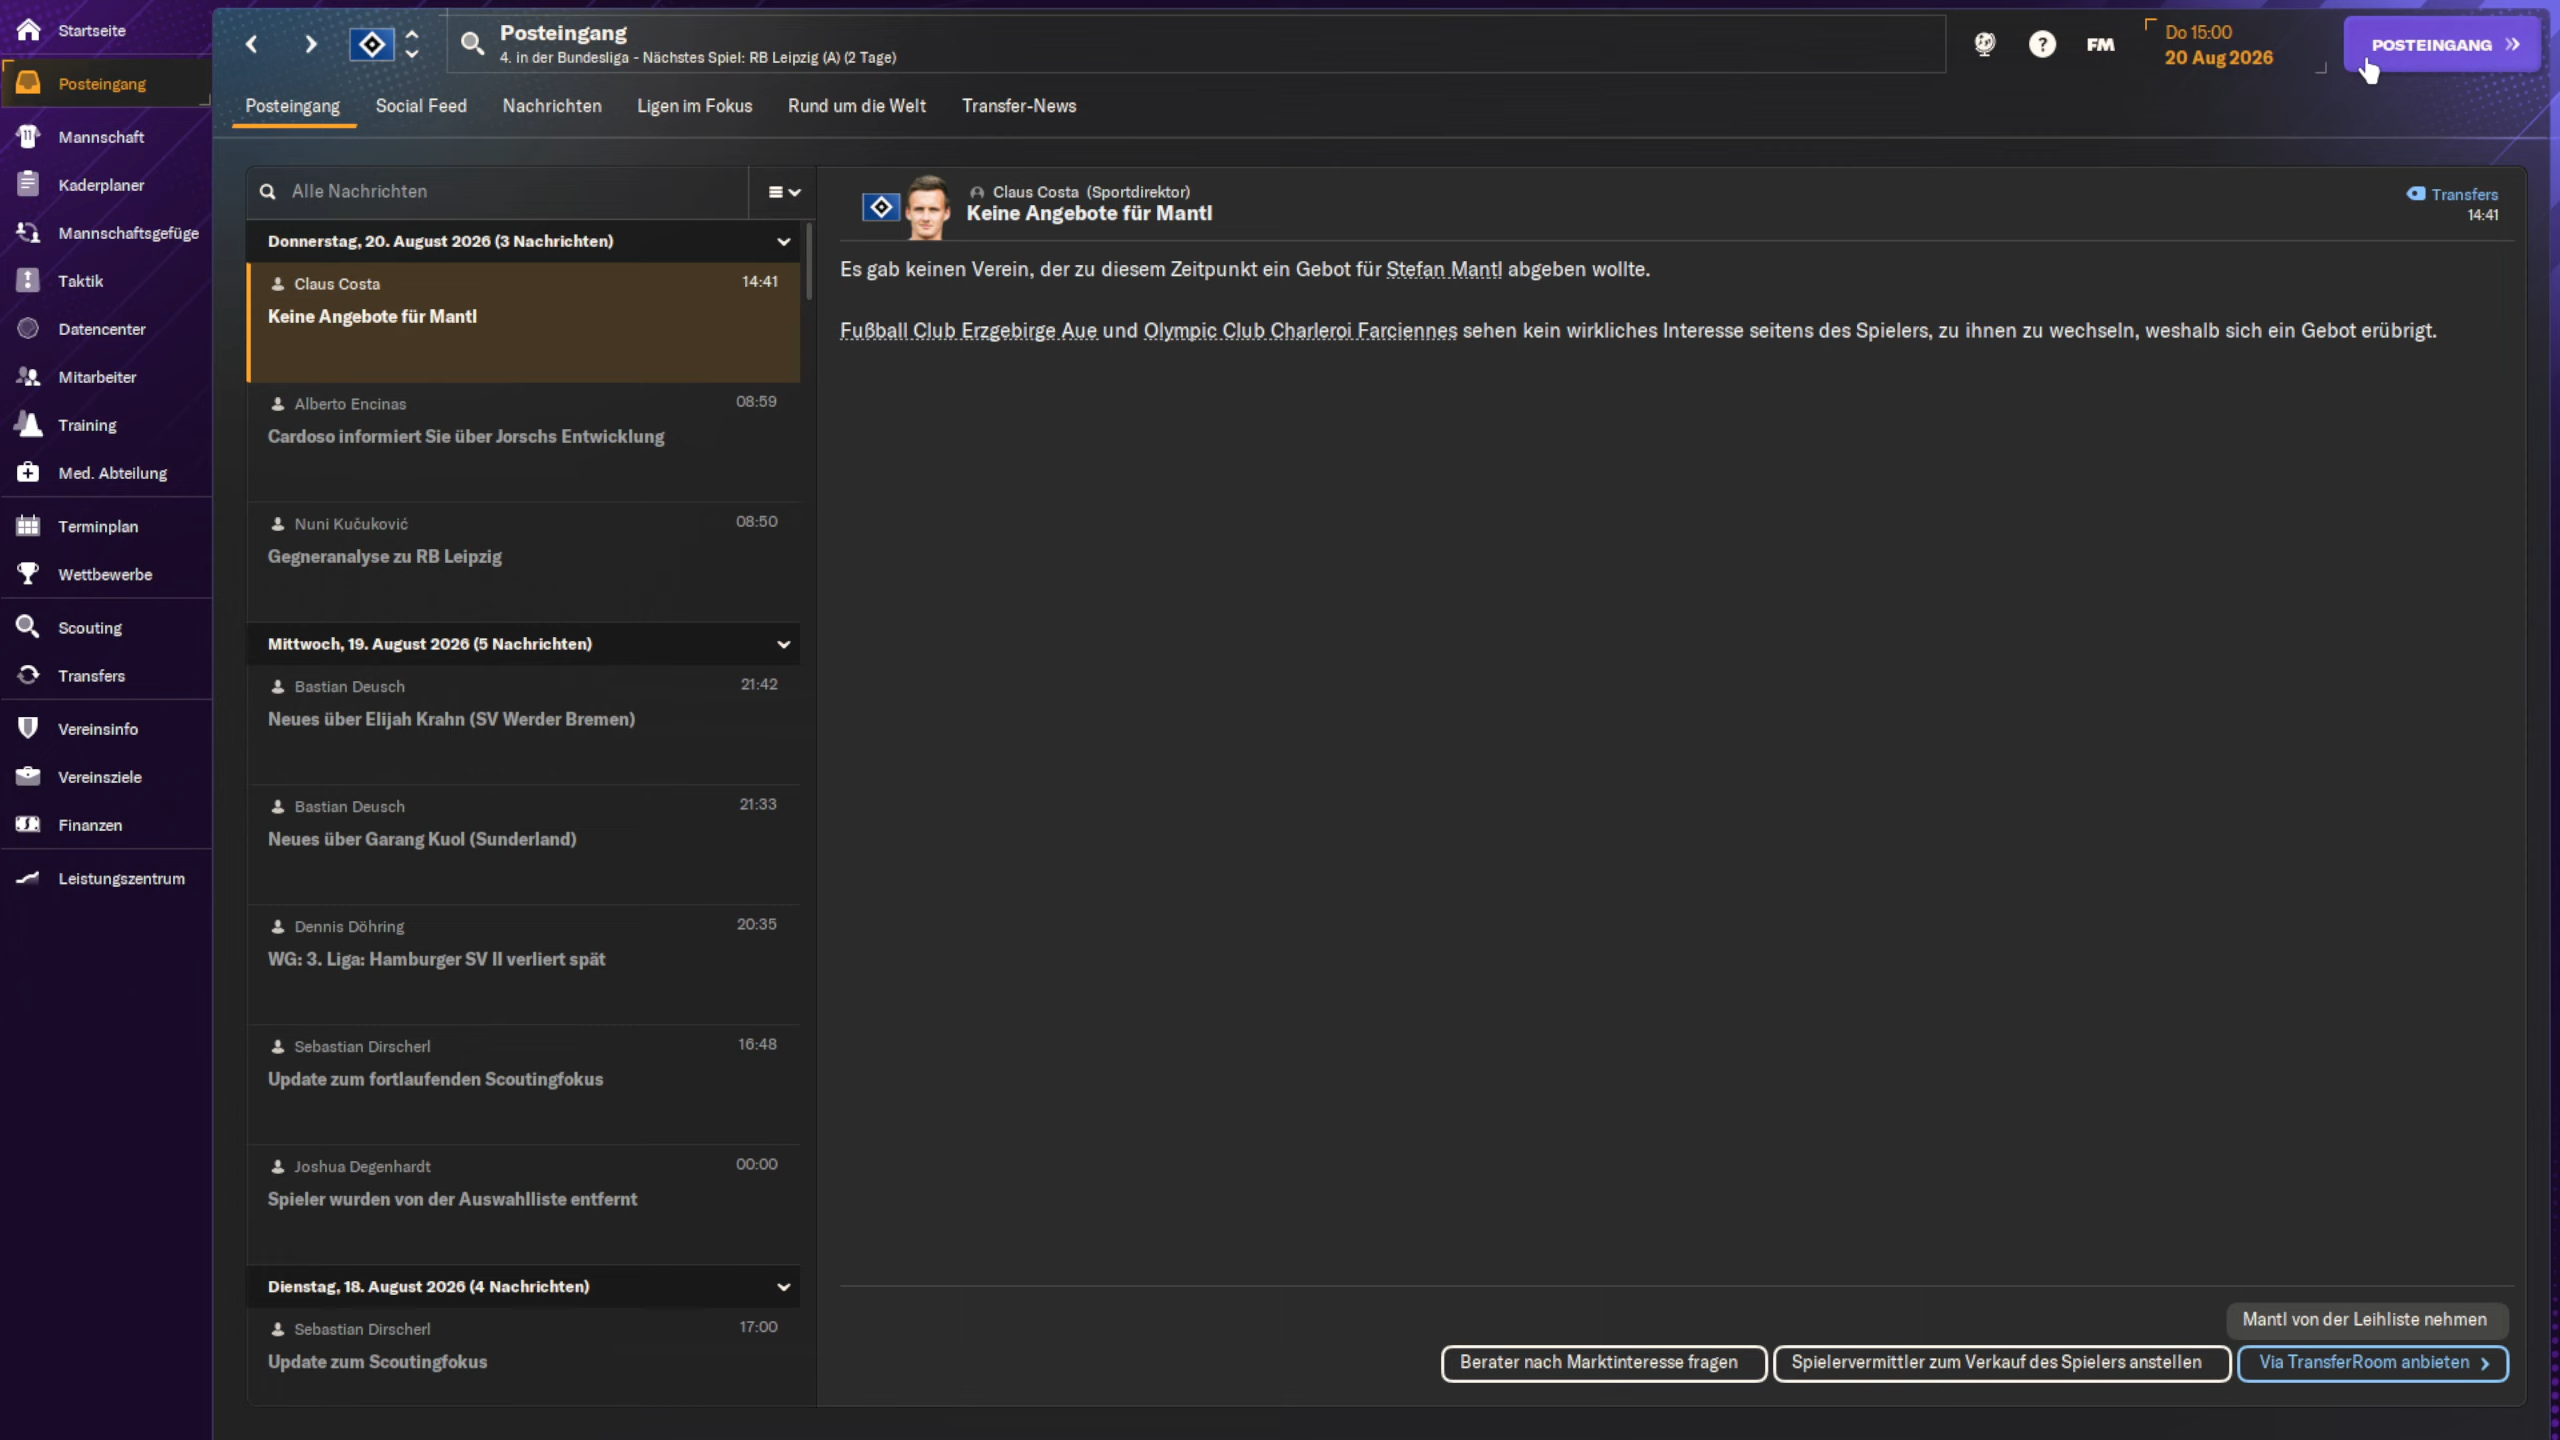 Startseite
Posteingang
Mannschaft
Kaderplaner
Mannschaftsgefüge
Taktik
Datencenter
Mitarbeiter
Training
Med. Abteilung
Terminplan
Wettbewerbe
Scouting
Transfers
Vereinsinfo
Vereinsziele
Finanzen
Leistungszentrum
Posteingang
4. in der Bundesliga - Nächstes Spiel: RB Leipzig (A) (2 Tage)
?
FM
Do 15:00
20 Aug 2026
POSTEINGANG
Posteingang
Social Feed
Nachrichten
Ligen im Fokus
Rund um die Welt
Transfer-News
Alle Nachrichten
Donnerstag, 20. August 2026 (3 Nachrichten)
Claus Costa 14:41
Keine Angebote für Mantl
Alberto Encinas 08:59
Cardoso informiert Sie über Jorschs Entwicklung
Nuni Kučuković 08:50
Gegneranalyse zu RB Leipzig
Mittwoch, 19. August 2026 (5 Nachrichten)
Bastian Deusch 21:42
Neues über Elijah Krahn (SV Werder Bremen)
Bastian Deusch 21:33
Neues über Garang Kuol (Sunderland)
Dennis Döhring 20:35
WG: 3. Liga: Hamburger SV II verliert spät
Sebastian Dirscherl 16:48
Update zum fortlaufenden Scoutingfokus
Joshua Degenhardt 00:00
Spieler wurden von der Auswahlliste entfernt
Dienstag, 18. August 2026 (4 Nachrichten)
Sebastian Dirscherl 17:00
Update zum Scoutingfokus
Claus Costa (Sportdirektor)
Keine Angebote für Mantl
Transfers
14:41
Es gab keinen Verein, der zu diesem Zeitpunkt ein Gebot für Stefan Mantl abgeben wollte.
Fußball Club Erzgebirge Aue und Olympic Club Charleroi Farciennes sehen kein wirkliches Interesse seitens des Spielers, zu ihnen zu wechseln, weshalb sich ein Gebot erübrigt.
Mantl von der Leihliste nehmen
Berater nach Marktinteresse fragen
Spielervermittler zum Verkauf des Spielers anstellen
Via TransferRoom anbieten